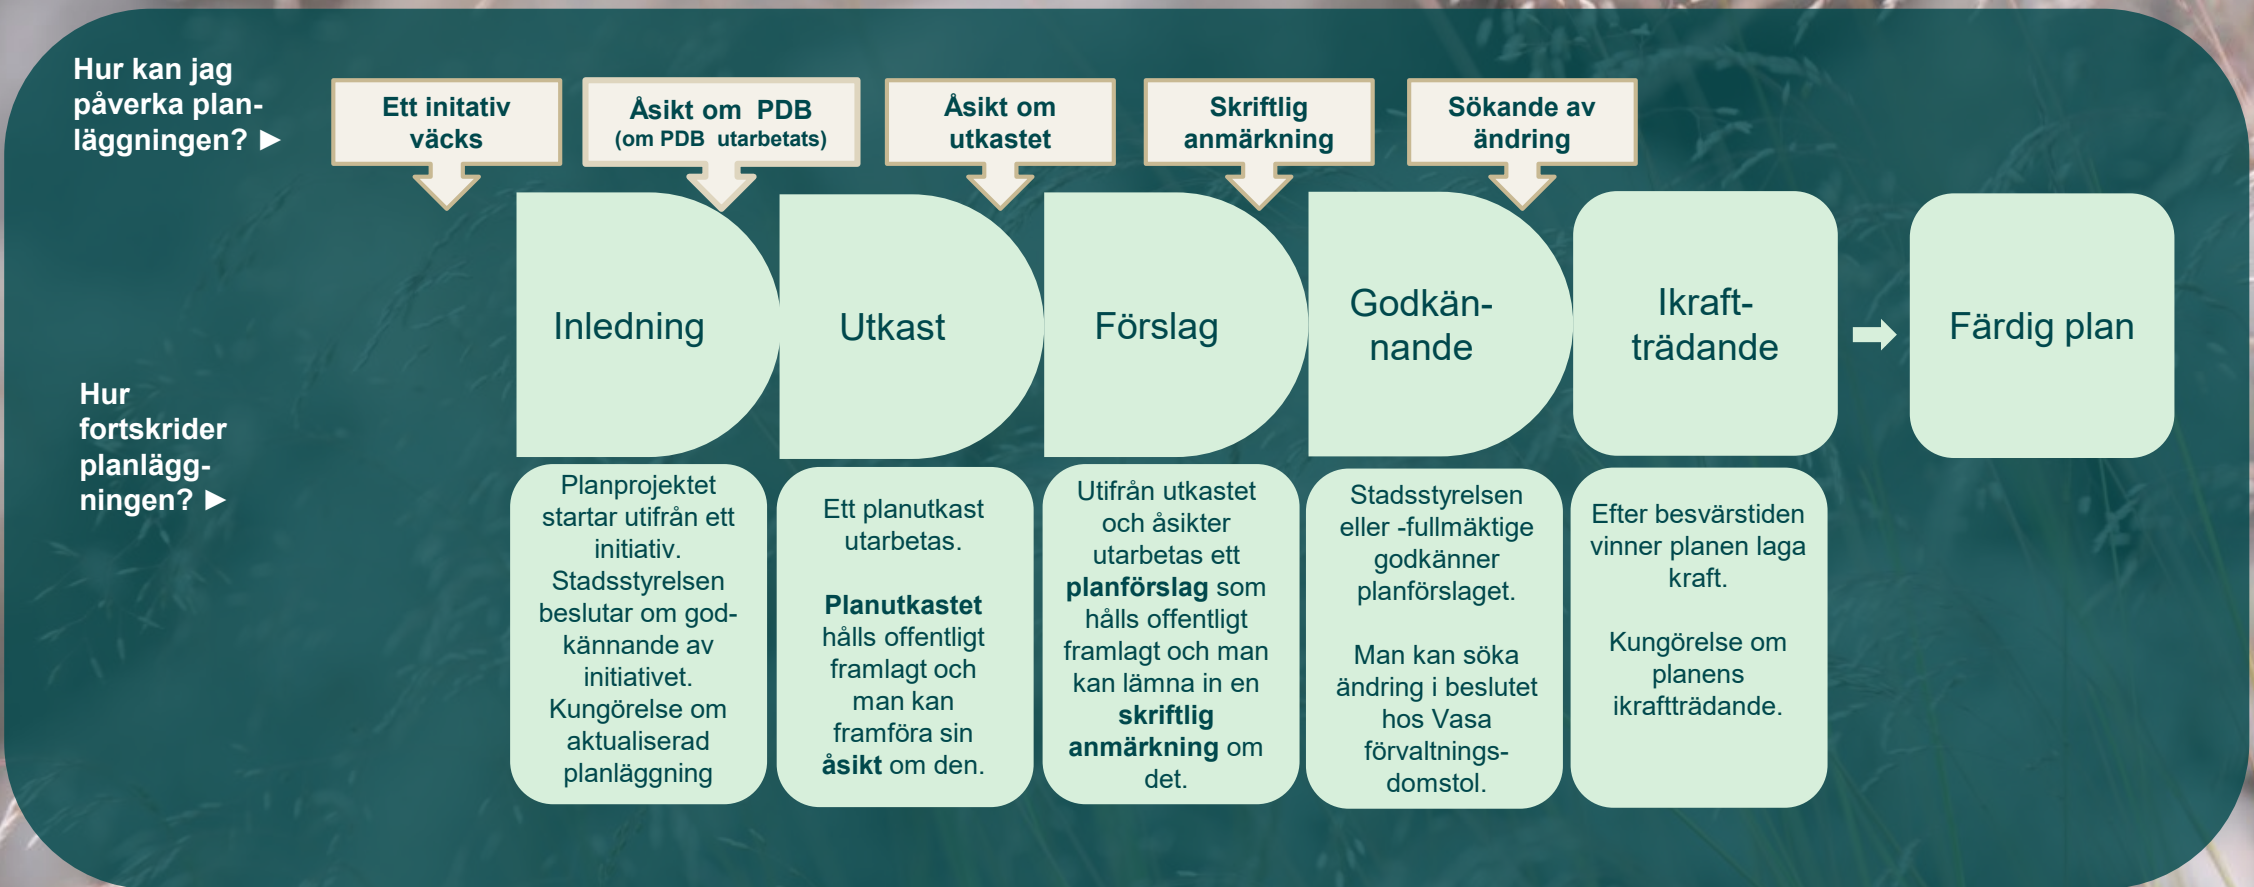 Hur kan jag
påverka plan-
läggningen? ►
Ett initativ
väcks
Åsikt om PDB
(om PDB utarbetats)
Åsikt om
utkastet
Skriftlig
anmärkning
Sökande av
ändring
Inledning
Utkast
Förslag
Godkän-
nande
Ikraft-
trädande
Färdig plan
Hur
fortskrider
planlägg-
ningen? ►
Planprojektet
startar utifrån ett
initiativ.
Stadsstyrelsen
beslutar om god-
kännande av
initiativet.
Kungörelse om
aktualiserad
planläggning
Ett planutkast
utarbetas.
Planutkastet
hålls offentligt
framlagt och
man kan
framföra sin
åsikt om den.
Utifrån utkastet
och åsikter
utarbetas ett
planförslag som
hålls offentligt
framlagt och man
kan lämna in en
skriftlig
anmärkning om
det.
Stadsstyrelsen
eller -fullmäktige
godkänner
planförslaget.
Man kan söka
ändring i beslutet
hos Vasa
förvaltnings-
domstol.
Efter besvärstiden
vinner planen laga
kraft.
Kungörelse om
planens
ikraftträdande.